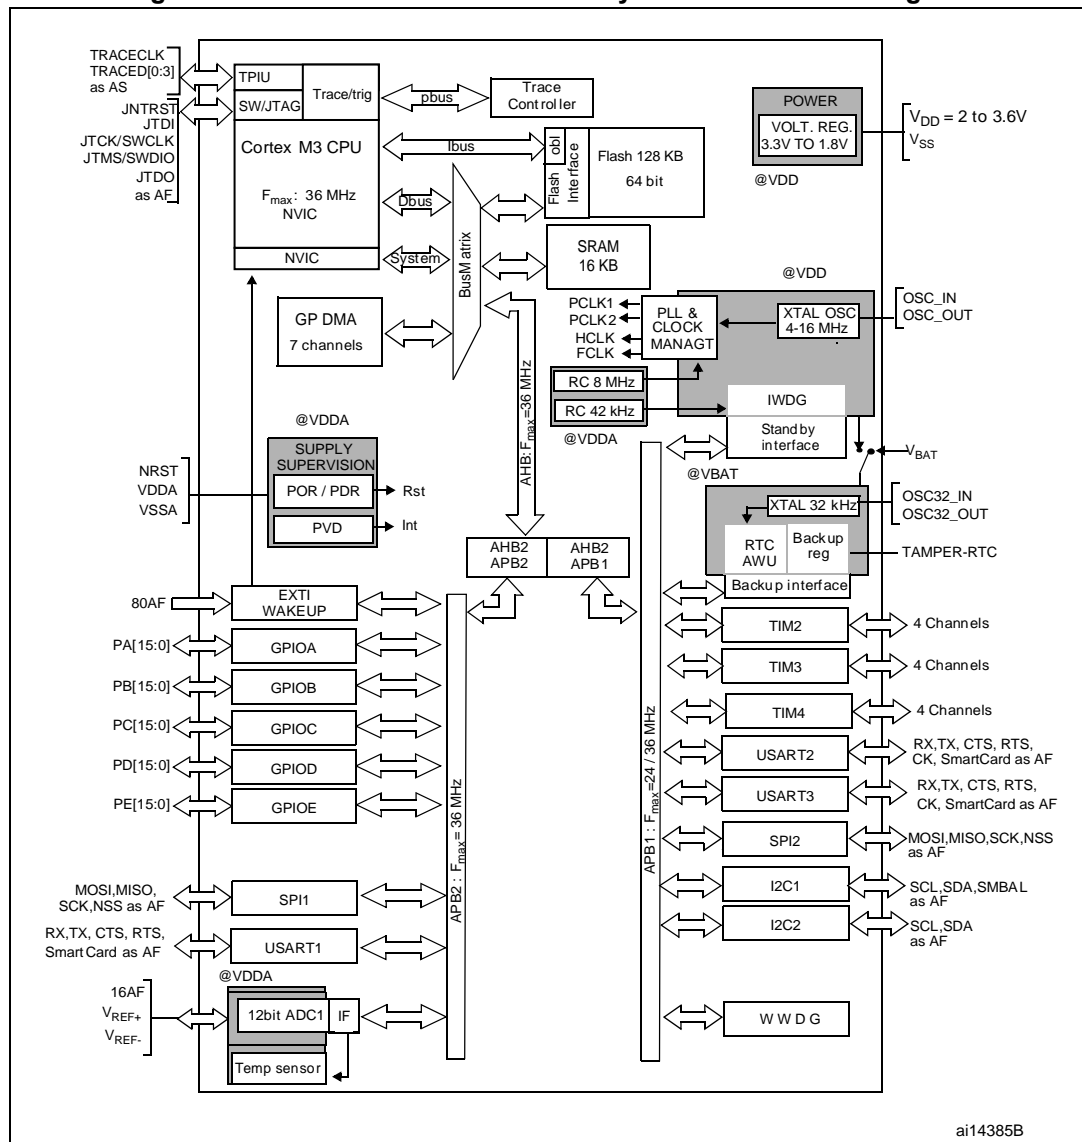 TRACECLK
TRACED[0:3]
as AS
JNTRST
JTDI
JTCK/SWCLK
JTMS/SWDIO
JTDO
as AF
TPIU
SW/JTAG
Trace/trig
Cortex M3 CPU
Fmax: 36 MHz
NVIC
NVIC
pbus
Trace
Controller
Ibus
Dbus
System
BusMatrix
obl
Flash
Interface
Flash 128 KB
64 bit
SRAM
16 KB
GP DMA
7 channels
AHB: Fmax=36 MHz
POWER
VOLT. REG.
3.3V TO 1.8V
@VDD
VDD = 2 to 3.6V
VSS
@VDD
PCLK1
PCLK2
HCLK
FCLK
PLL &
CLOCK
MANAGT
XTAL OSC
4-16 MHz
OSC_IN
OSC_OUT
RC 8 MHz
RC 42 kHz
@VDDA
IWDG
Standby
interface
@VBAT
VBAT
XTAL 32 kHz
OSC32_IN
OSC32_OUT
RTC
AWU
Backup
reg
TAMPER-RTC
Backup interface
@VDDA
SUPPLY
SUPERVISION
NRST
VDDA
VSSA
POR / PDR
Rst
PVD
Int
AHB2
APB2
AHB2
APB1
80AF
EXTI
WAKEUP
PA[15:0]
GPIOA
PB[15:0]
GPIOB
PC[15:0]
GPIOC
PD[15:0]
GPIOD
PE[15:0]
GPIOE
MOSI,MISO,
SCK,NSS as AF
SPI1
RX,TX, CTS, RTS,
SmartCard as AF
USART1
@VDDA
16AF
VREF+
VREF-
12bit ADC1
IF
Temp sensor
APB2 : Fmax= 36 MHz
APB1 : Fmax=24 / 36 MHz
TIM2
4 Channels
TIM3
4 Channels
TIM4
4 Channels
USART2
RX,TX, CTS, RTS,
CK, SmartCard as AF
USART3
RX,TX, CTS, RTS,
CK, SmartCard as AF
SPI2
MOSI,MISO,SCK,NSS
as AF
I2C1
SCL,SDA,SMBAL
as AF
I2C2
SCL,SDA
as AF
WWDG
ai14385B